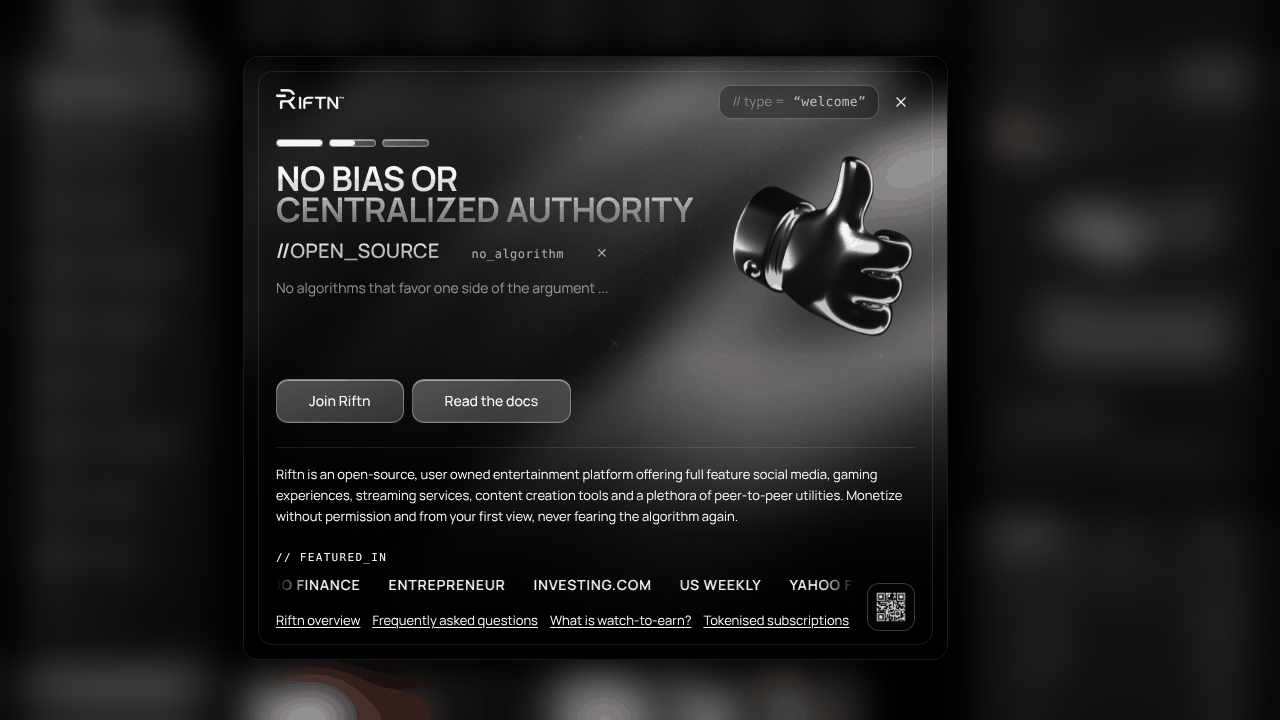 RIFTN™
// type = “welcome”
NO BIAS OR
CENTRALIZED AUTHORITY
//OPEN_SOURCE no_algorithm
No algorithms that favor one side of the argument ...
Join Riftn Read the docs
Riftn is an open-source, user owned entertainment platform offering full feature social media, gaming
experiences, streaming services, content creation tools and a plethora of peer-to-peer utilities. Monetize
without permission and from your first view, never fearing the algorithm again.
// FEATURED_IN
OO FINANCE ENTREPRENEUR INVESTING.COM US WEEKLY YAHOO F
Riftn overview Frequently asked questions What is watch-to-earn? Tokenised subscriptions